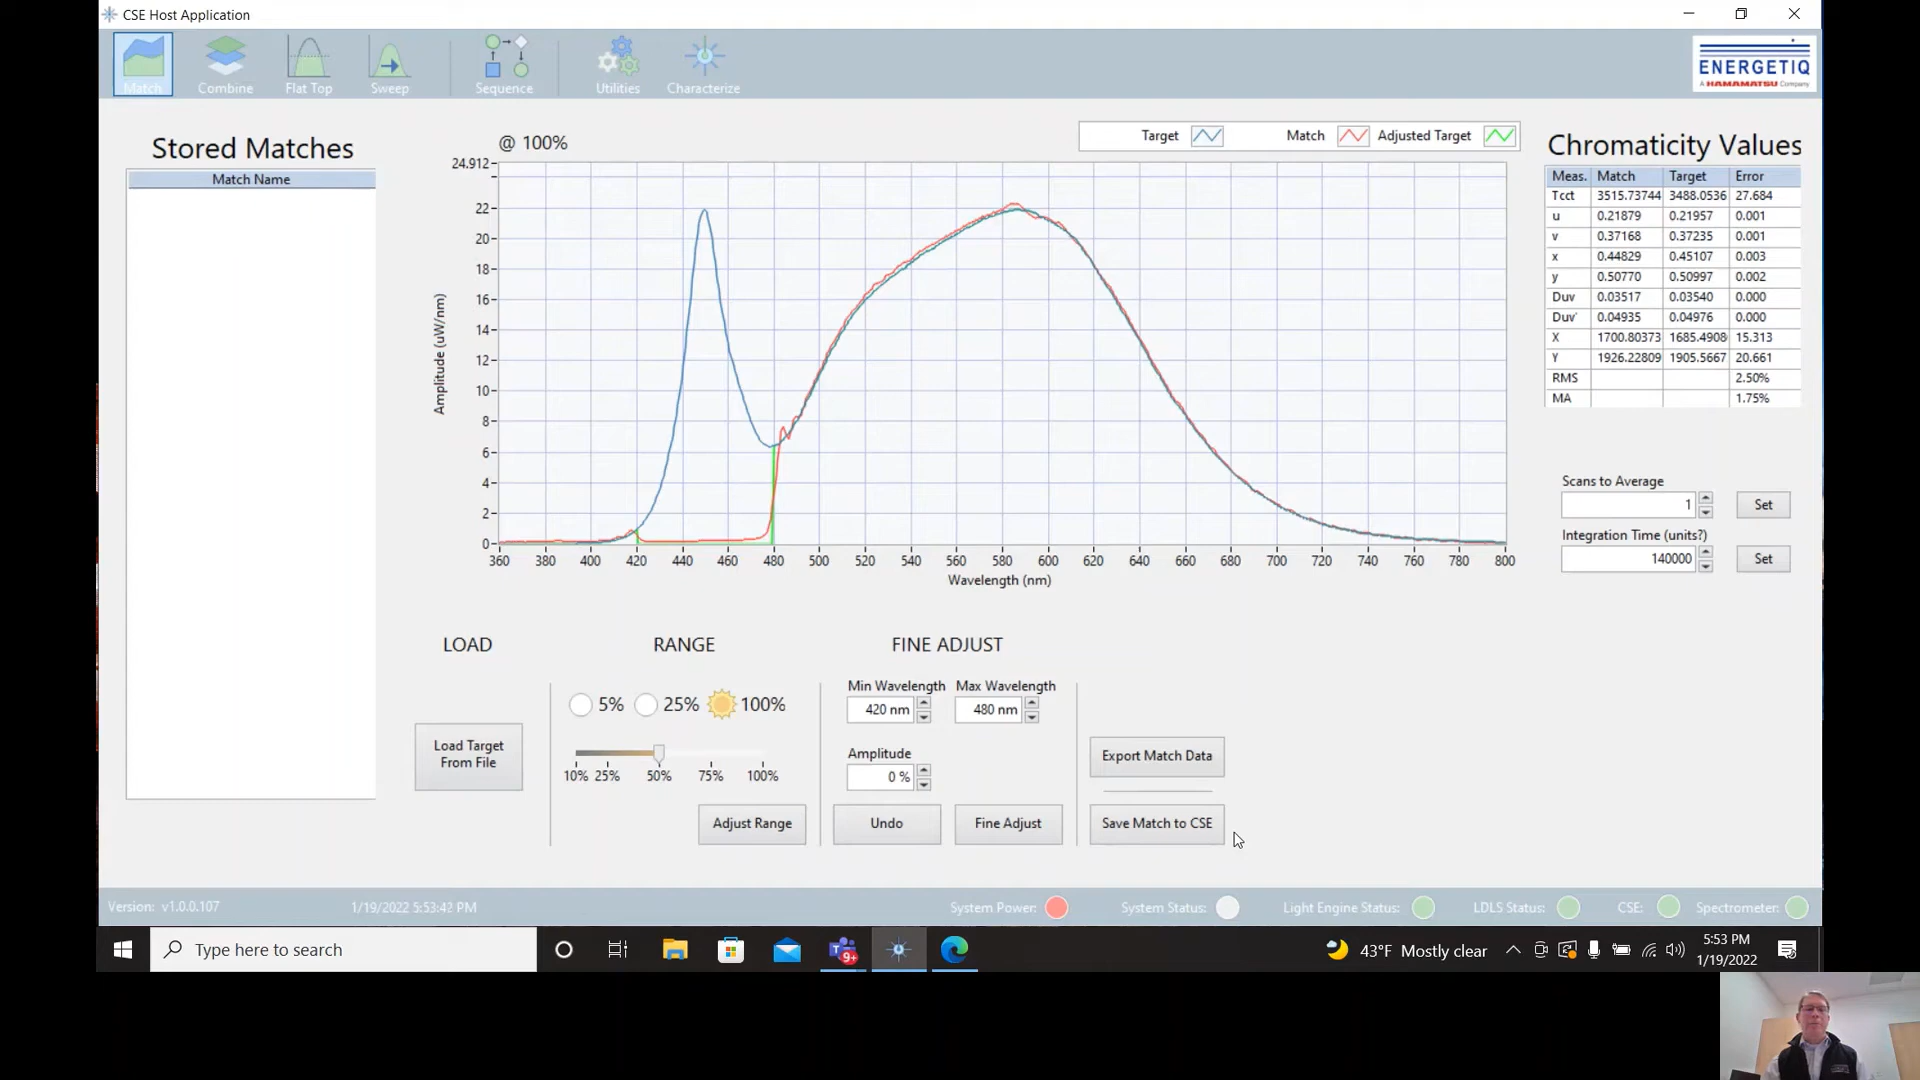 CSE Host Application
Match
Combine
Flat Top
Sweep
Sequence
Utilities
Characterize
ENERGETIQ
A HAMAMATSU Company
Stored Matches
Match Name
@ 100%
Target
Match
Adjusted Target
24.912
22
20
18
16
14
12
10
8
6
4
2
0
Amplitude (uW/nm)
360 380 400 420 440 460 480 500 520 540 560 580 600 620 640 660 680 700 720 740 760 780 800
Wavelength (nm)
Chromaticity Values
Meas. Match Target Error
Tcct 3515.73744 3488.0536 27.684
u 0.21879 0.21957 0.001
v 0.37168 0.37235 0.001
x 0.44829 0.45107 0.003
y 0.50770 0.50997 0.002
Duv 0.03517 0.03540 0.000
Duv' 0.04935 0.04976 0.000
X 1700.80373 1685.4908 15.313
Y 1926.22809 1905.5667 20.661
RMS 2.50%
MA 1.75%
Scans to Average
1
Set
Integration Time (units?)
140000
Set
LOAD
Load Target
From File
RANGE
5% 25% 100%
10% 25% 50% 75% 100%
Adjust Range
FINE ADJUST
Min Wavelength
420 nm
Max Wavelength
480 nm
Amplitude
0 %
Undo
Fine Adjust
Export Match Data
Save Match to CSE
Version: v1.0.0.107
1/19/2022 5:53:42 PM
System Power:
System Status:
Light Engine Status:
LDLS Status:
CSE:
Spectrometer:
Type here to search
9+
43°F Mostly clear
5:53 PM
1/19/2022